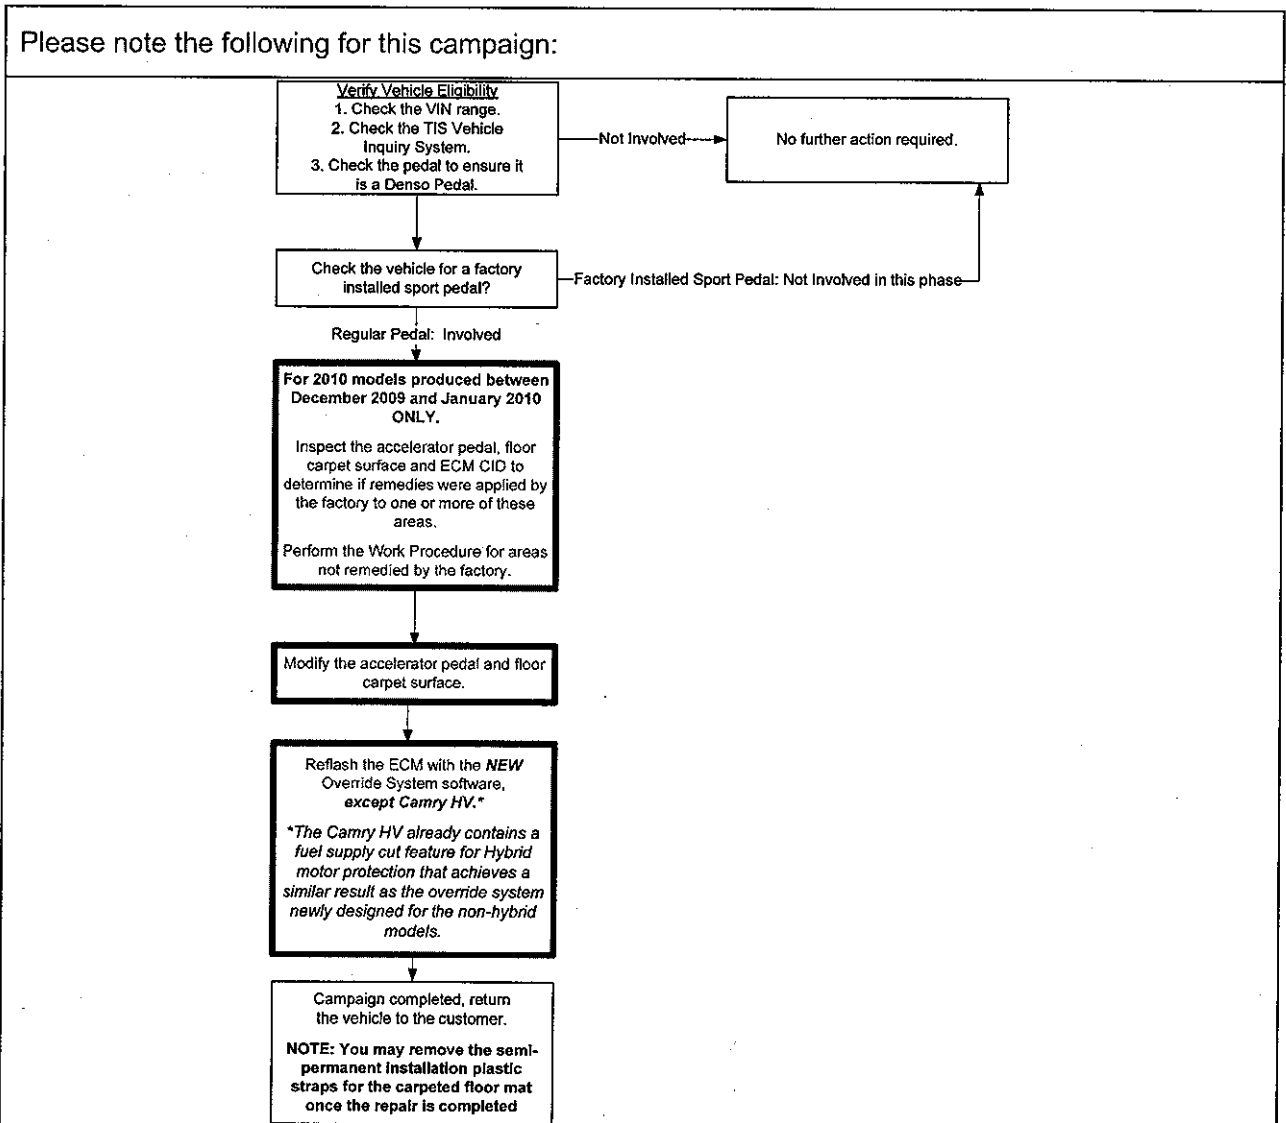 Please note the following for this campaign:
Verify Vehicle Eligibility
1. Check the VIN range.
2. Check the TIS Vehicle
Inquiry System.
3. Check the pedal to ensure it
is a Denso Pedal.
Not Involved
No further action required.
Check the vehicle for a factory
installed sport pedal?
Factory Installed Sport Pedal: Not Involved in this phase
Regular Pedal: Involved
For 2010 models produced between
December 2009 and January 2010
ONLY.
Inspect the accelerator pedal, floor
carpet surface and ECM CID to
determine if remedies were applied by
the factory to one or more of these
areas.
Perform the Work Procedure for areas
not remedied by the factory.
Modify the accelerator pedal and floor
carpet surface.
Reflash the ECM with the NEW
Override System software,
except Camry HV.*
*The Camry HV already contains a
fuel supply cut feature for Hybrid
motor protection that achieves a
similar result as the override system
newly designed for the non-hybrid
models.
Campaign completed, return
the vehicle to the customer.
NOTE: You may remove the semi-
permanent installation plastic
straps for the carpeted floor mat
once the repair is completed